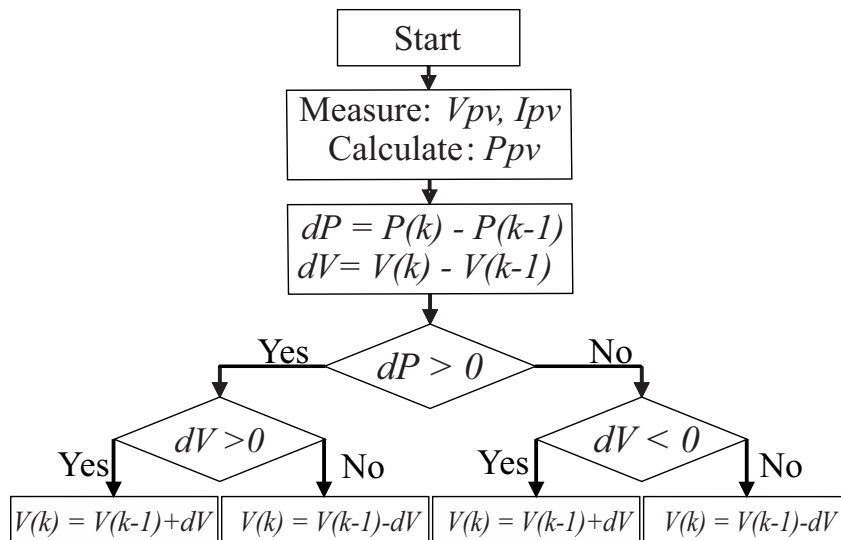 Start
Measure: Vpv, Ipv
Calculate: Ppv
dP = P(k) - P(k-1)
dV= V(k) - V(k-1)
Yes
dP > 0
No
dV >0
dV < 0
Yes
No
Yes
No
V(k) = V(k-1)+dV
V(k) = V(k-1)-dV
V(k) = V(k-1)+dV
V(k) = V(k-1)-dV